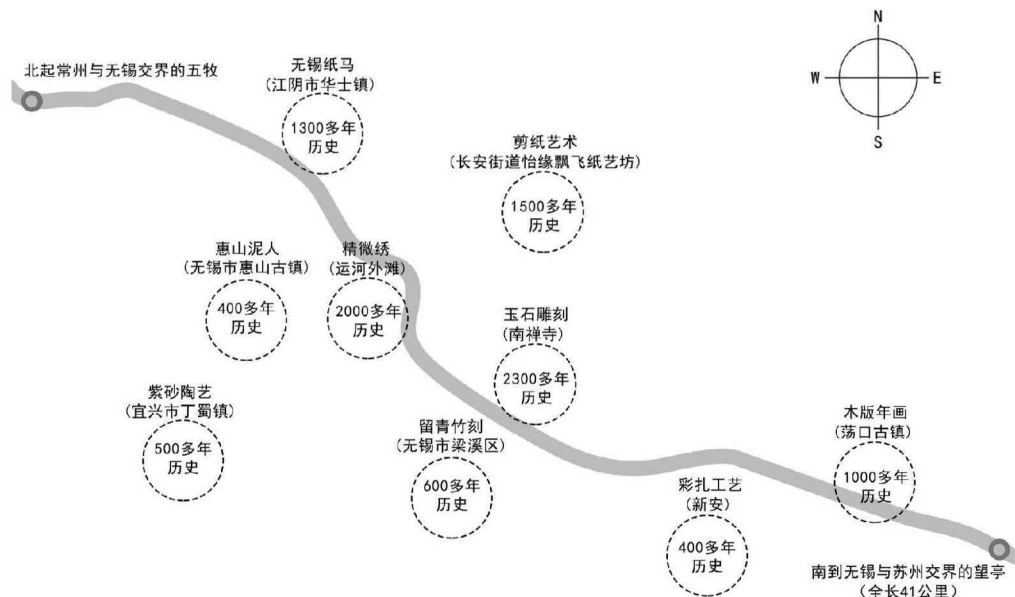 N
北起常州与无锡交界的五牧
无锡纸马
(江阴市华士镇)
W
E
1300多年
历史
剪纸艺术
(长安街道怡缘飘飞纸艺坊)
S
1500多年
历史
惠山泥人
(无锡市惠山古镇)
精微绣
(运河外滩)
400多年
历史
2000多年
历史
玉石雕刻
(南禅寺)
2300多年
历史
紫砂陶艺
(宜兴市丁蜀镇)
500多年
历史
留青竹刻
(无锡市梁溪区)
600多年
历史
木版年画
(荡口古镇)
1000多年
历史
彩扎工艺
(新安)
400多年
历史
南到无锡与苏州交界的望亭
(全长41公里)